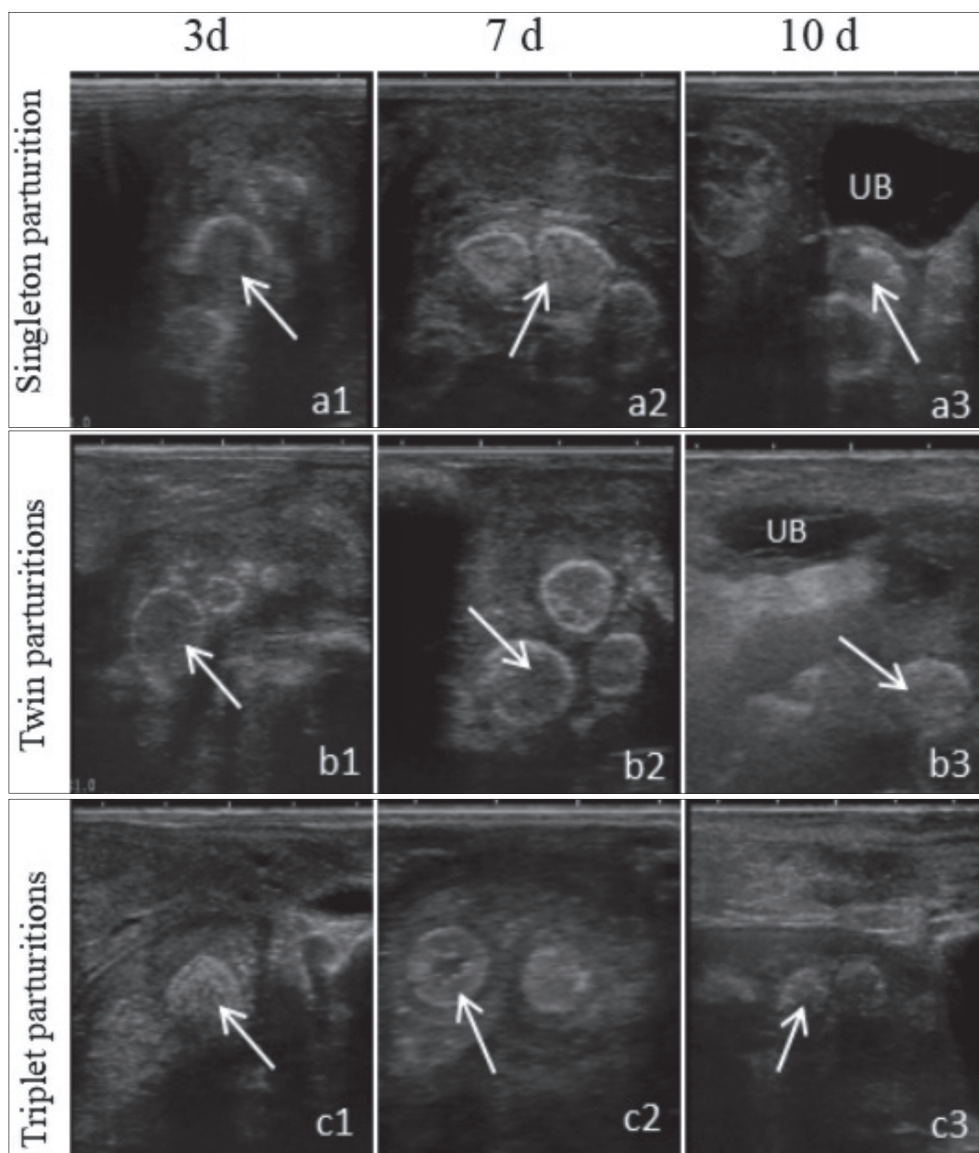 3d 7 d 10 d
Singleton parturition
UB
a1 a2 a3
Twin parturitions
UB
b1 b2 b3
Triplet parturitions
c1 c2 c3